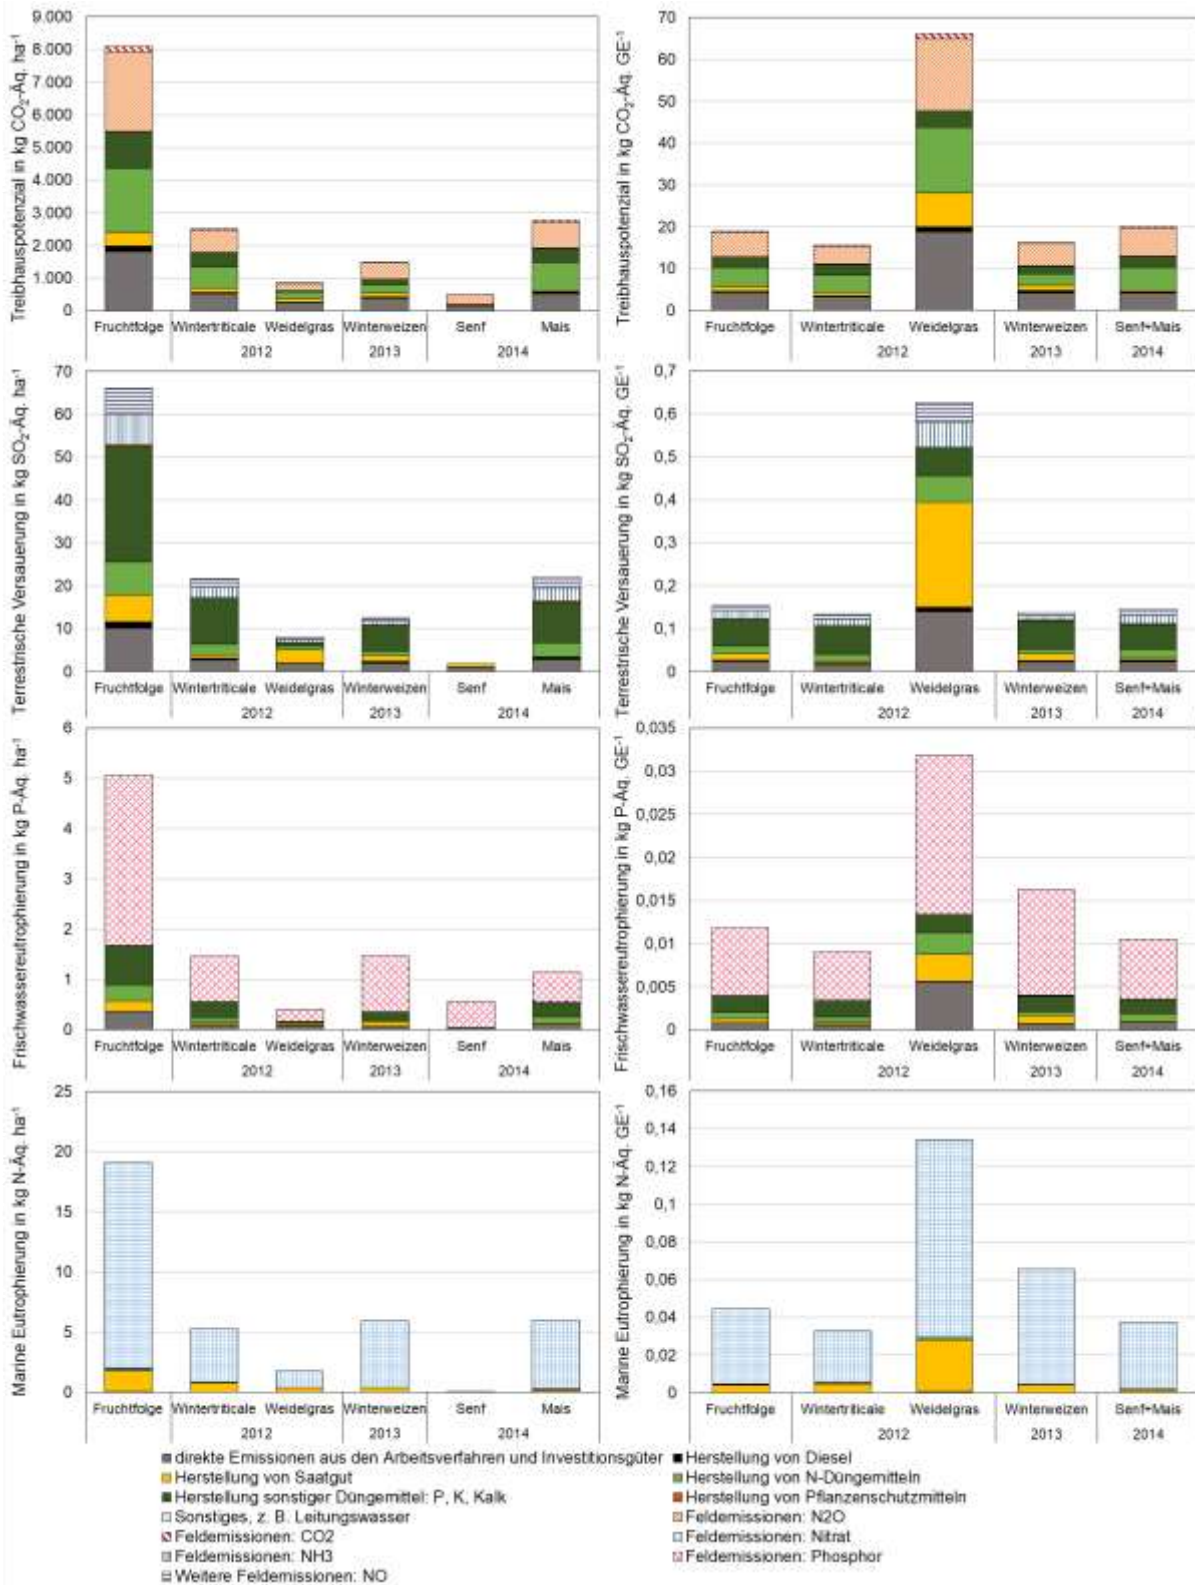 Treibhauspotenzial in kg CO₂-Äq. ha⁻¹
9.000
8.000
7.000
6.000
5.000
4.000
3.000
2.000
1.000
0
Fruchtfolge Wintertriticale Weidelgras Winterweizen Senf Mais
2012 2013 2014
Treibhauspotenzial in kg CO₂-Äq. GE⁻¹
70
60
50
40
30
20
10
0
Fruchtfolge Wintertriticale Weidelgras Winterweizen Senf+Mais
2012 2013 2014
Terrestrische Versauerung in kg SO₂-Äq. ha⁻¹
70
60
50
40
30
20
10
0
Fruchtfolge Wintertriticale Weidelgras Winterweizen Senf Mais
2012 2013 2014
Terrestrische Versauerung in kg SO₂-Äq. GE⁻¹
0,7
0,6
0,5
0,4
0,3
0,2
0,1
0
Fruchtfolge Wintertriticale Weidelgras Winterweizen Senf+Mais
2012 2013 2014
Frischwassereutrophierung in kg P-Äq. ha⁻¹
6
5
4
3
2
1
0
Fruchtfolge Wintertriticale Weidelgras Winterweizen Senf Mais
2012 2013 2014
Frischwassereutrophierung in kg P-Äq. GE⁻¹
0,035
0,03
0,025
0,02
0,015
0,01
0,005
0
Fruchtfolge Wintertriticale Weidelgras Winterweizen Senf+Mais
2012 2013 2014
Marine Eutrophierung in kg N-Äq. ha⁻¹
25
20
15
10
5
0
Fruchtfolge Wintertriticale Weidelgras Winterweizen Senf Mais
2012 2013 2014
Marine Eutrophierung in kg N-Äq. GE⁻¹
0,16
0,14
0,12
0,1
0,08
0,06
0,04
0,02
0
Fruchtfolge Wintertriticale Weidelgras Winterweizen Senf+Mais
2012 2013 2014
direkte Emissionen aus den Arbeitsverfahren und Investitionsgüter Herstellung von Diesel
Herstellung von Saatgut Herstellung von N-Düngemitteln
Herstellung sonstiger Düngemittel: P, K, Kalk Herstellung von Pflanzenschutzmitteln
Sonstiges, z. B. Leitungswasser Feldemissionen: N2O
Feldemissionen: CO2 Feldemissionen: Nitrat
Feldemissionen: NH3 Feldemissionen: Phosphor
Weitere Feldemissionen: NO